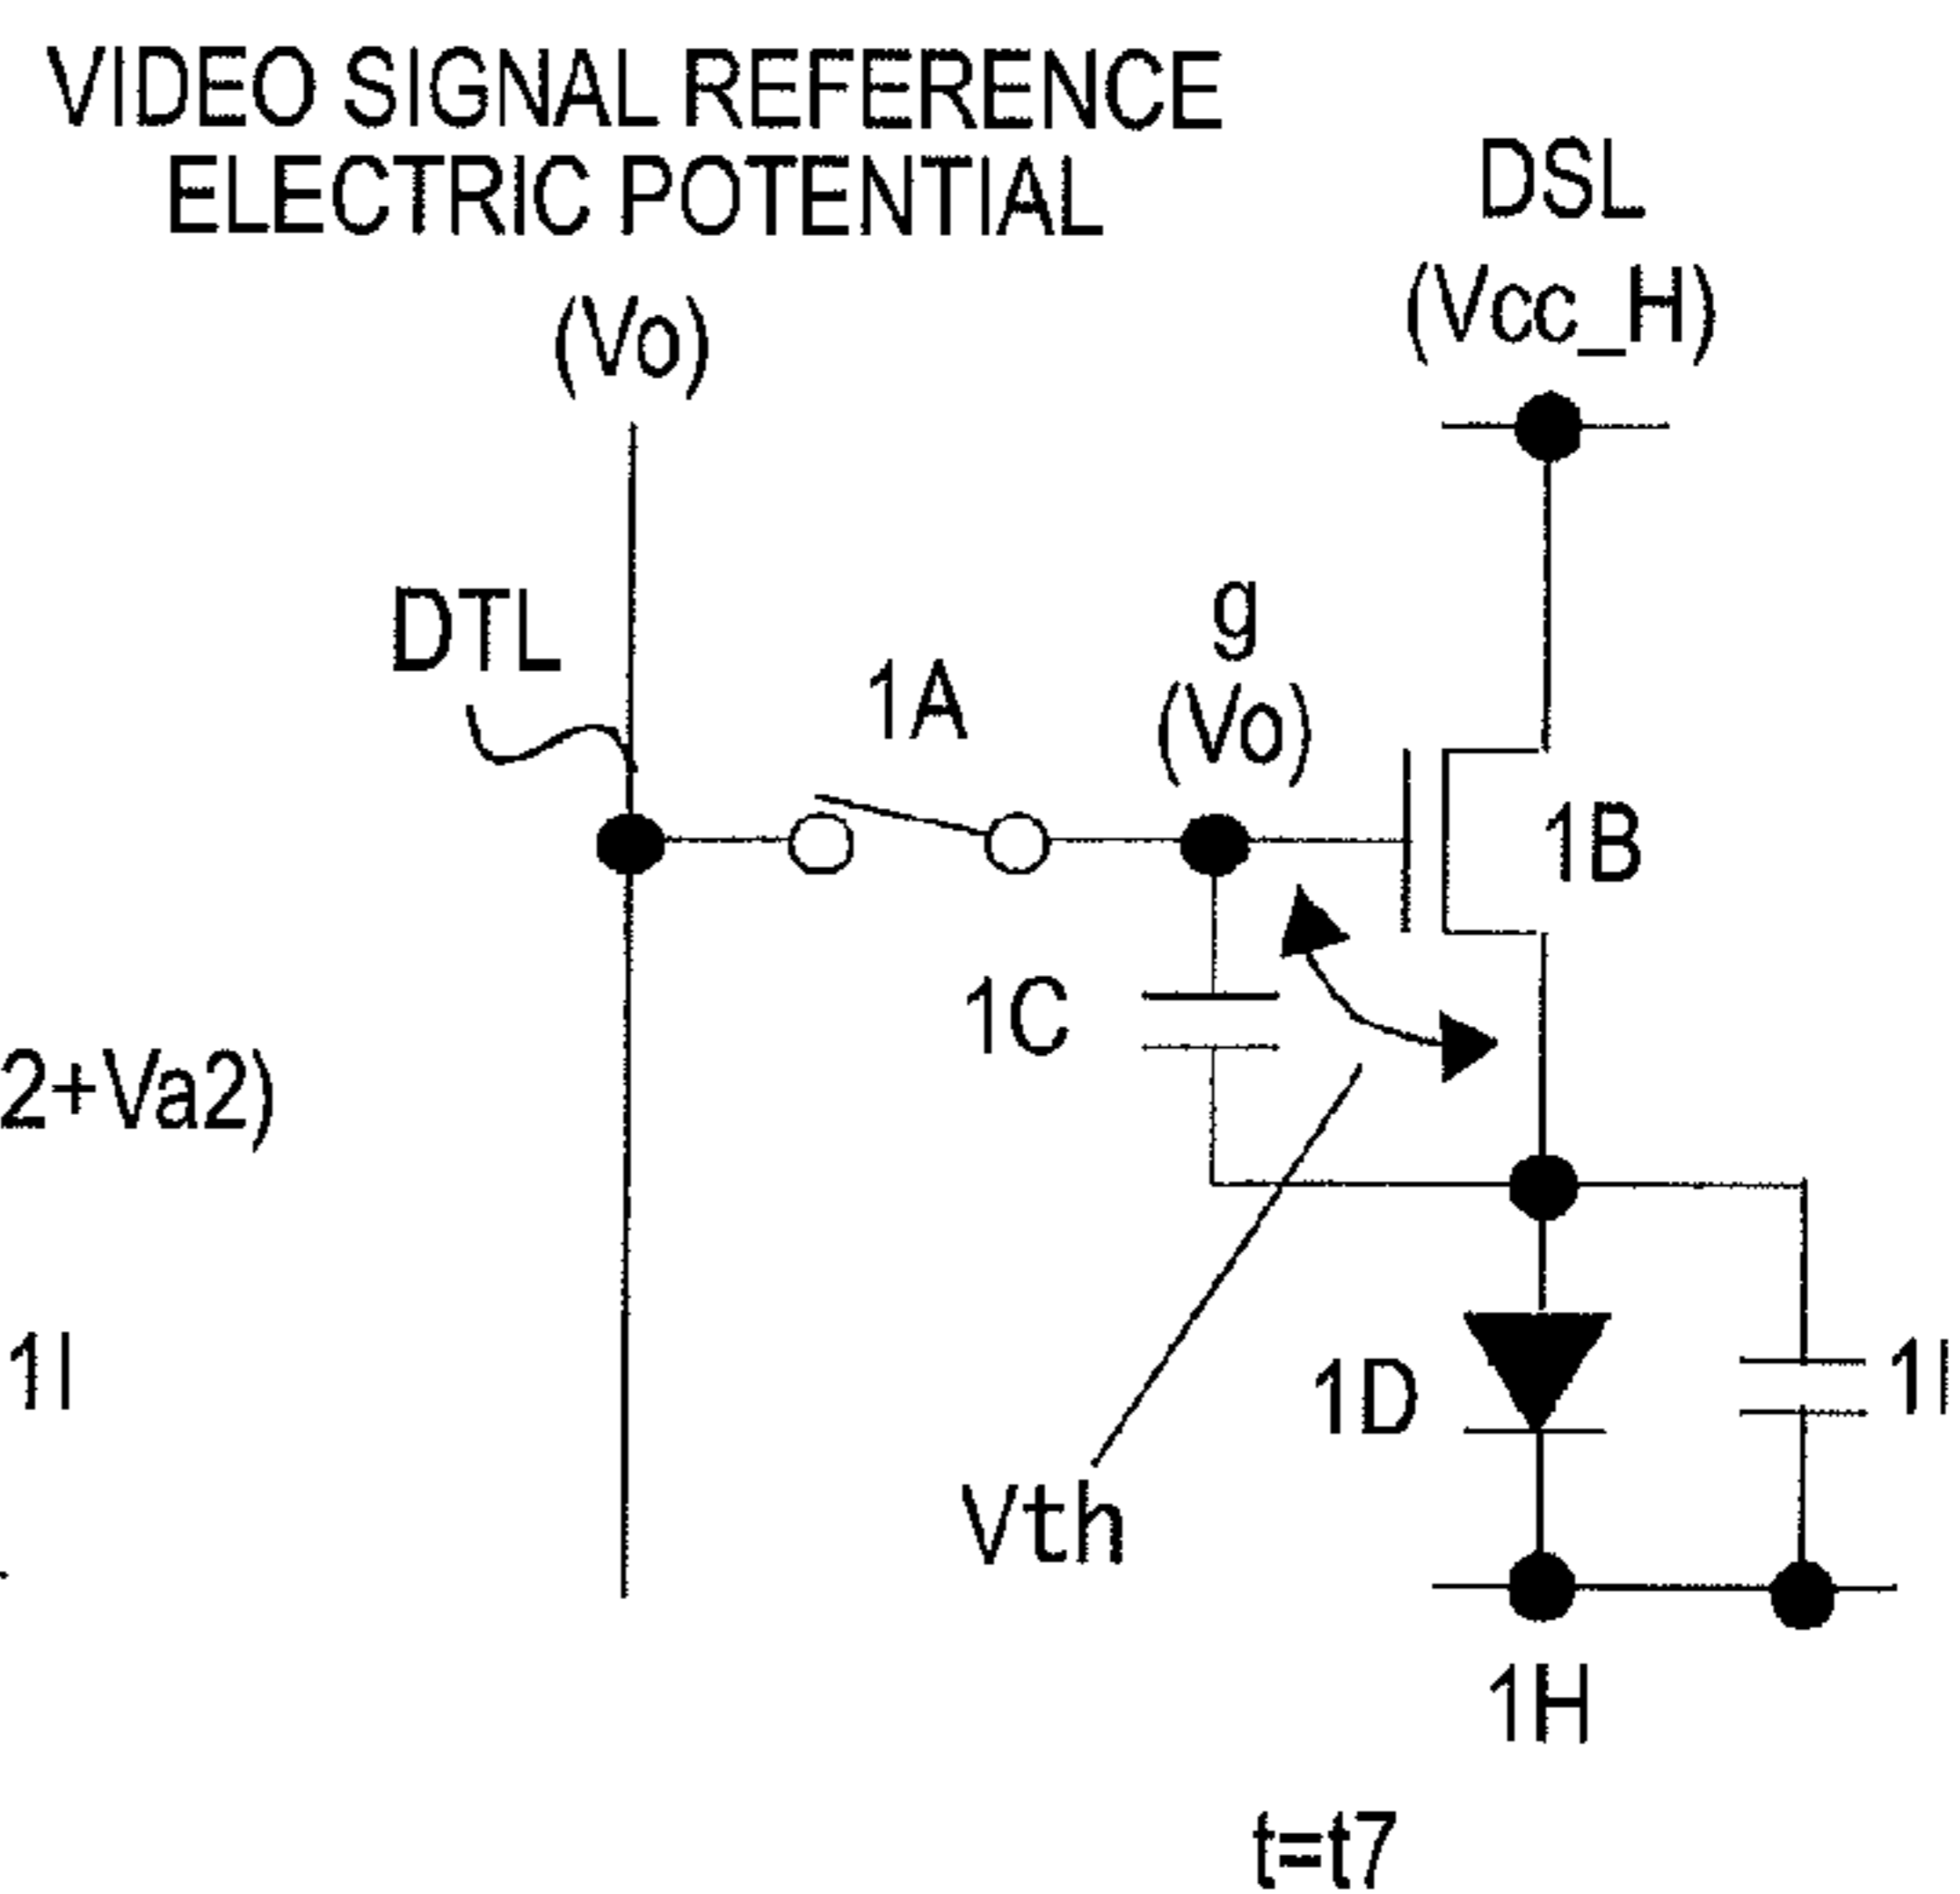 VIDEO SIGNAL REFERENCE
ELECTRIC POTENTIAL
(Vo)
DSL
(Vcc_H)
DTL
1A
g
(Vo)
1B
1C
2+Va2)
1I
1D
1I
Vth
1H
t=t7